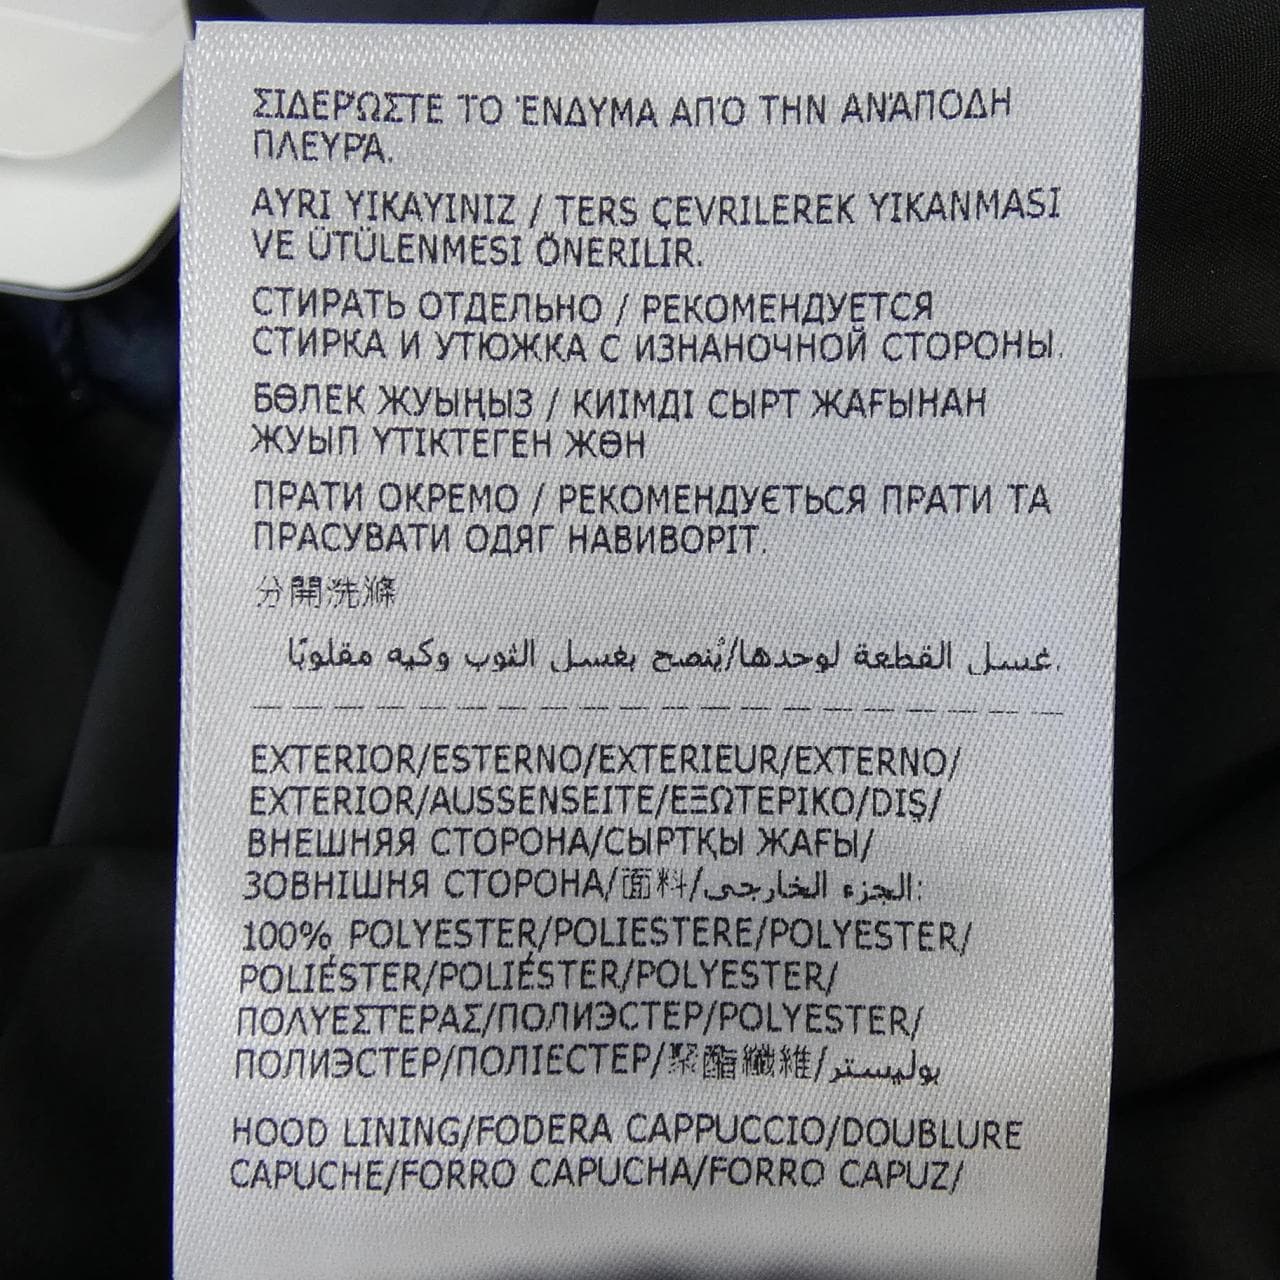 ΣΙΔΕΡΏΣΤΕ ΤΟ ΈΝΔΥΜΑ ΑΠΌ ΤΗΝ ΑΝΆΠΟΔΗ
ΠΛΕΥΡΆ.
AYRI YIKAYINIZ / TERS ÇEVRILEREK YIKANMASI
VE ÜTÜLENMESI ÖNERILIR.
СТИРАТЬ ОТДЕЛЬНО / РЕКОМЕНДУЕТСЯ
СТИРКА И УТЮЖКА С ИЗНАНОЧНОЙ СТОРОНЫ.
БӨЛЕК ЖУЫҢЫЗ / КИІМДІ СЫРТ ЖАҒЫНАН
ЖУЫП ҮТІКТЕГЕН ЖӨН
ПРАТИ ОКРЕМО / РЕКОМЕНДУЄТЬСЯ ПРАТИ ТА
ПРАСУВАТИ ОДЯГ НАВИВОРІТ.
分開洗滌
غسل القطعة لوحدها/يُنصح بغسل الثوب وكيه مقلوبًا.
EXTERIOR/ESTERNO/EXTERIEUR/EXTERNO/
EXTERIOR/AUSSENSEITE/ΕΞΩΤΕΡΙΚΟ/DIŞ/
ВНЕШНЯЯ СТОРОНА/СЫРТҚЫ ЖАҒЫ/
ЗОВНІШНЯ СТОРОНА/面料/الجزء الخارجي:
100% POLYESTER/POLIESTERE/POLYESTER/
POLIÉSTER/POLIÉSTER/POLYESTER/
ΠΟΛΥΕΣΤΕΡΑΣ/ПОЛИЭСТЕР/POLYESTER/
ПОЛИЭСТЕР/ПОЛІЕСТЕР/聚酯纖維/بوليستر
HOOD LINING/FODERA CAPPUCCIO/DOUBLURE
CAPUCHE/FORRO CAPUCHA/FORRO CAPUZ/